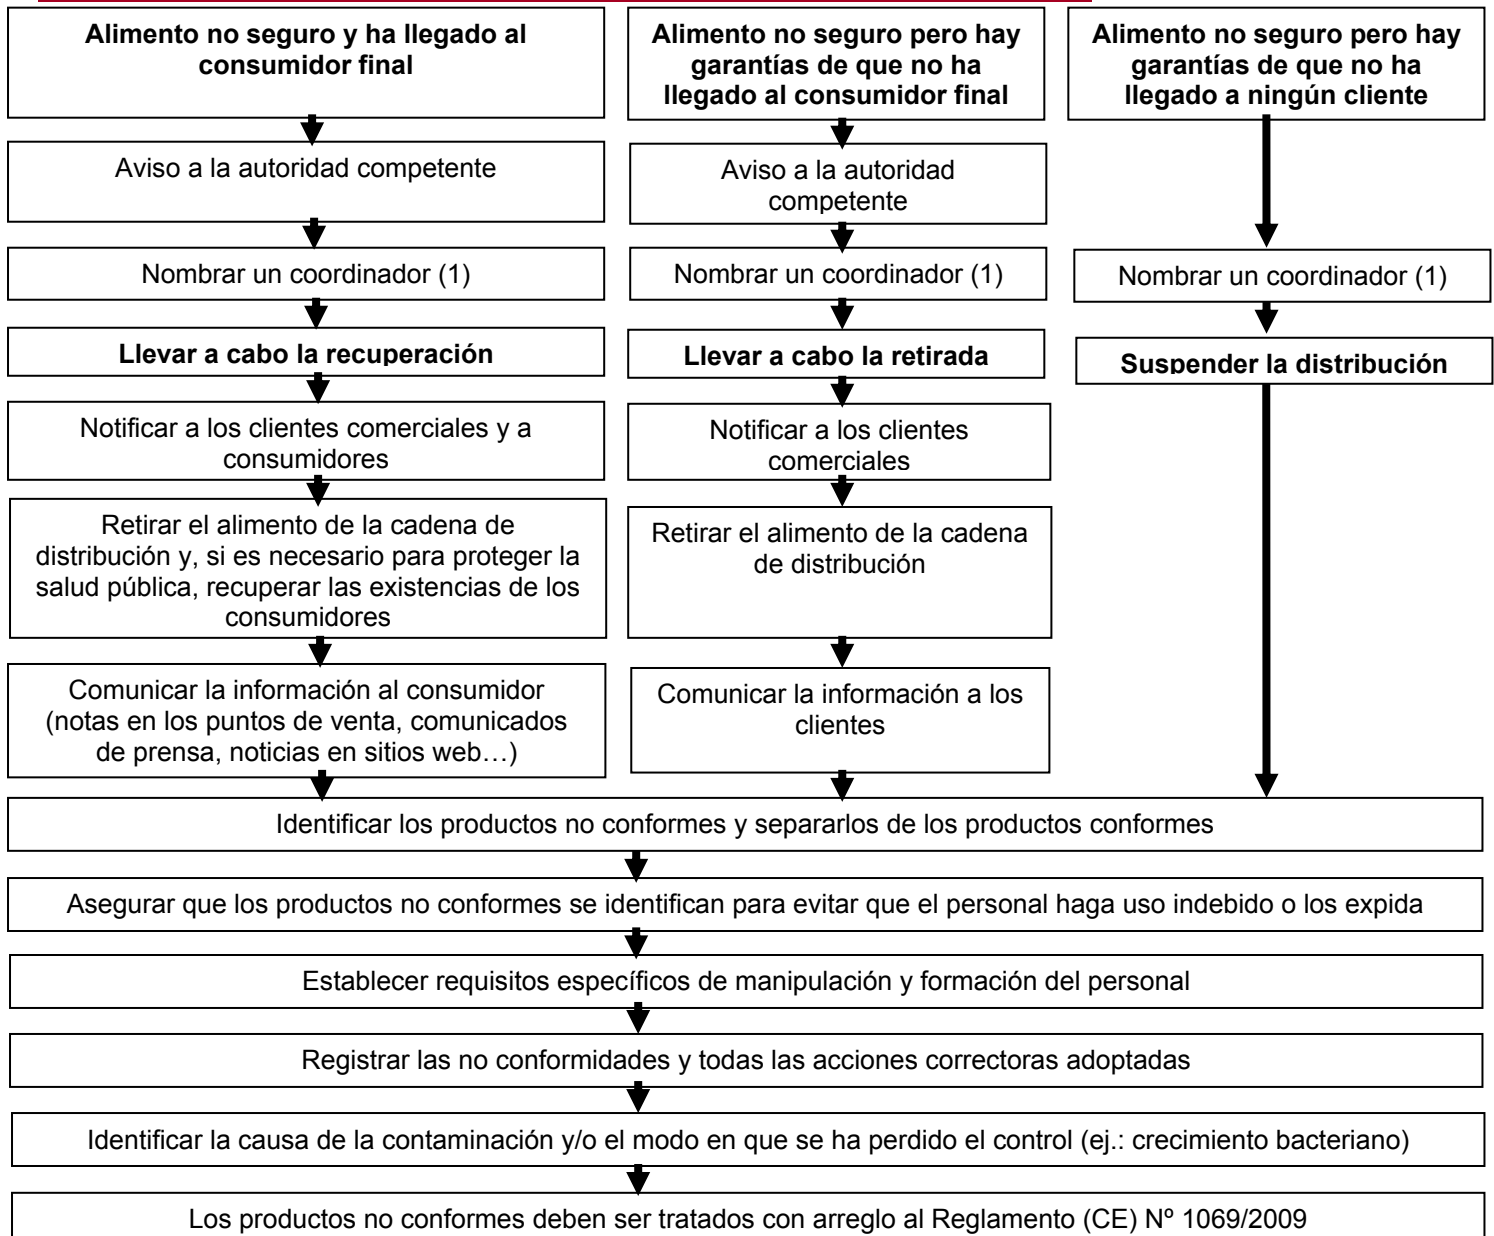 Alimento no seguro y ha llegado al
consumidor final
Alimento no seguro pero hay
garantías de que no ha
llegado al consumidor final
Alimento no seguro pero hay
garantías de que no ha
llegado a ningún cliente
Aviso a la autoridad competente
Aviso a la autoridad
competente
Nombrar un coordinador (1)
Nombrar un coordinador (1)
Nombrar un coordinador (1)
Llevar a cabo la recuperación
Llevar a cabo la retirada
Suspender la distribución
Notificar a los clientes comerciales y a
consumidores
Notificar a los clientes
comerciales
Retirar el alimento de la cadena de
distribución y, si es necesario para proteger la
salud pública, recuperar las existencias de los
consumidores
Retirar el alimento de la cadena
de distribución
Comunicar la información al consumidor
(notas en los puntos de venta, comunicados
de prensa, noticias en sitios web…)
Comunicar la información a los
clientes
Identificar los productos no conformes y separarlos de los productos conformes
Asegurar que los productos no conformes se identifican para evitar que el personal haga uso indebido o los expida
Establecer requisitos específicos de manipulación y formación del personal
Registrar las no conformidades y todas las acciones correctoras adoptadas
Identificar la causa de la contaminación y/o el modo en que se ha perdido el control (ej.: crecimiento bacteriano)
Los productos no conformes deben ser tratados con arreglo al Reglamento (CE) Nº 1069/2009